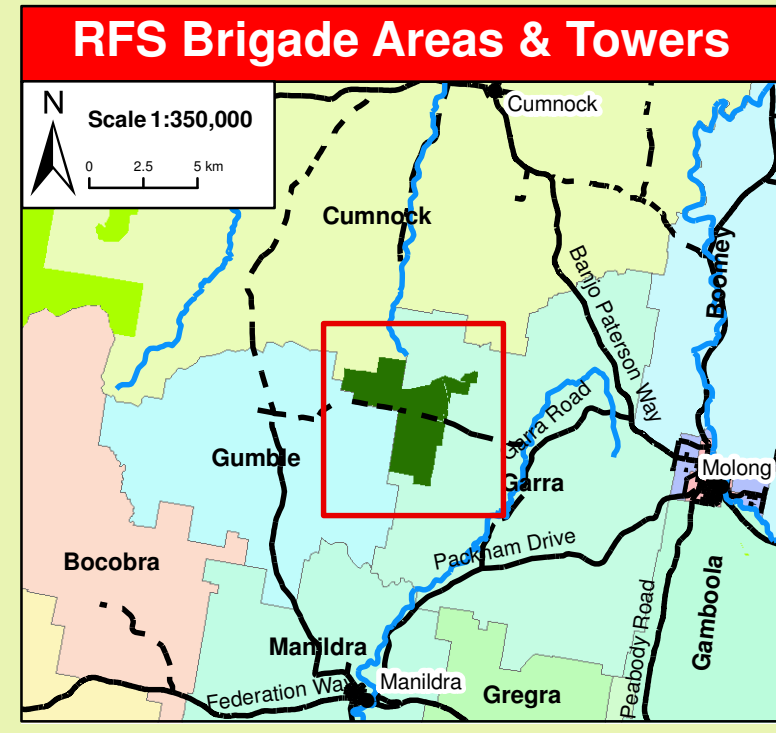 RFS Brigade Areas & Towers
N
Scale 1:350,000
0 2.5 5 km
Cumnock
Cumnock
Boomey
Banjo Paterson Way
Garra Road
Gumble
Molong
Garra
Packham Drive
Bocobra
Gamboola
Peabody Road
Manildra
Manildra
Federation Way
Gregra